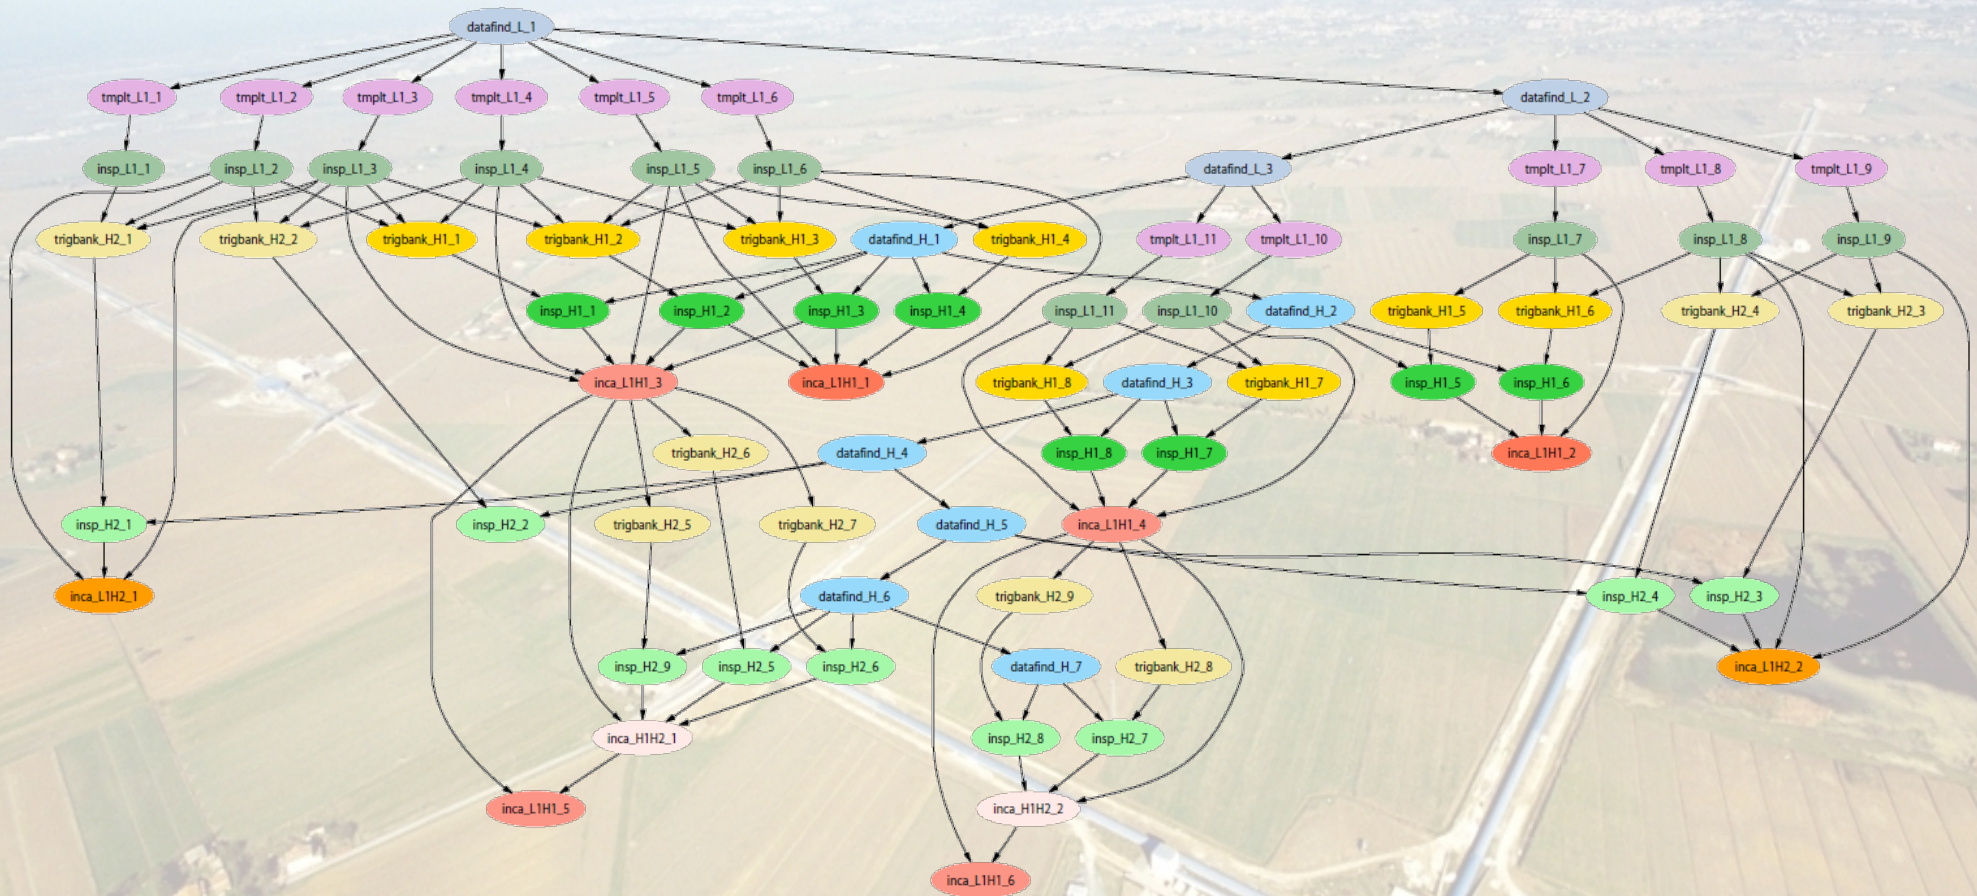 datafind_L_1
tmplt_L1_1 tmplt_L1_2 tmplt_L1_3 tmplt_L1_4 tmplt_L1_5 tmplt_L1_6 datafind_L_2
insp_L1_1 insp_L1_2 insp_L1_3 insp_L1_4 insp_L1_5 insp_L1_6 datafind_L_3 tmplt_L1_7 tmplt_L1_8 tmplt_L1_9
trigbank_H2_1 trigbank_H2_2 trigbank_H1_1 trigbank_H1_2 trigbank_H1_3 datafind_H_1 trigbank_H1_4 tmplt_L1_11 tmplt_L1_10 insp_L1_7 insp_L1_8 insp_L1_9
insp_H1_1 insp_H1_2 insp_H1_3 insp_H1_4 insp_L1_11 insp_L1_10 datafind_H_2 trigbank_H1_5 trigbank_H1_6 trigbank_H2_4 trigbank_H2_3
inca_L1H1_3 inca_L1H1_1 trigbank_H1_8 datafind_H_3 trigbank_H1_7 insp_H1_5 insp_H1_6
trigbank_H2_6 datafind_H_4 insp_H1_8 insp_H1_7 inca_L1H1_2
insp_H2_1 insp_H2_2 trigbank_H2_5 trigbank_H2_7 datafind_H_5 inca_L1H1_4
inca_L1H2_1 datafind_H_6 trigbank_H2_9 insp_H2_4 insp_H2_3
insp_H2_9 insp_H2_5 insp_H2_6 datafind_H_7 trigbank_H2_8 inca_L1H2_2
inca_H1H2_1 insp_H2_8 insp_H2_7
inca_L1H1_5 inca_H1H2_2
inca_L1H1_6